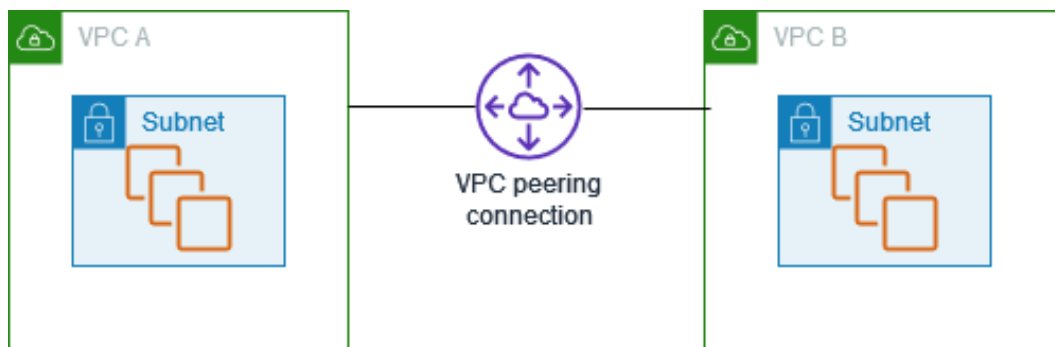 VPC A
VPC B
Subnet
Subnet
VPC peering
connection